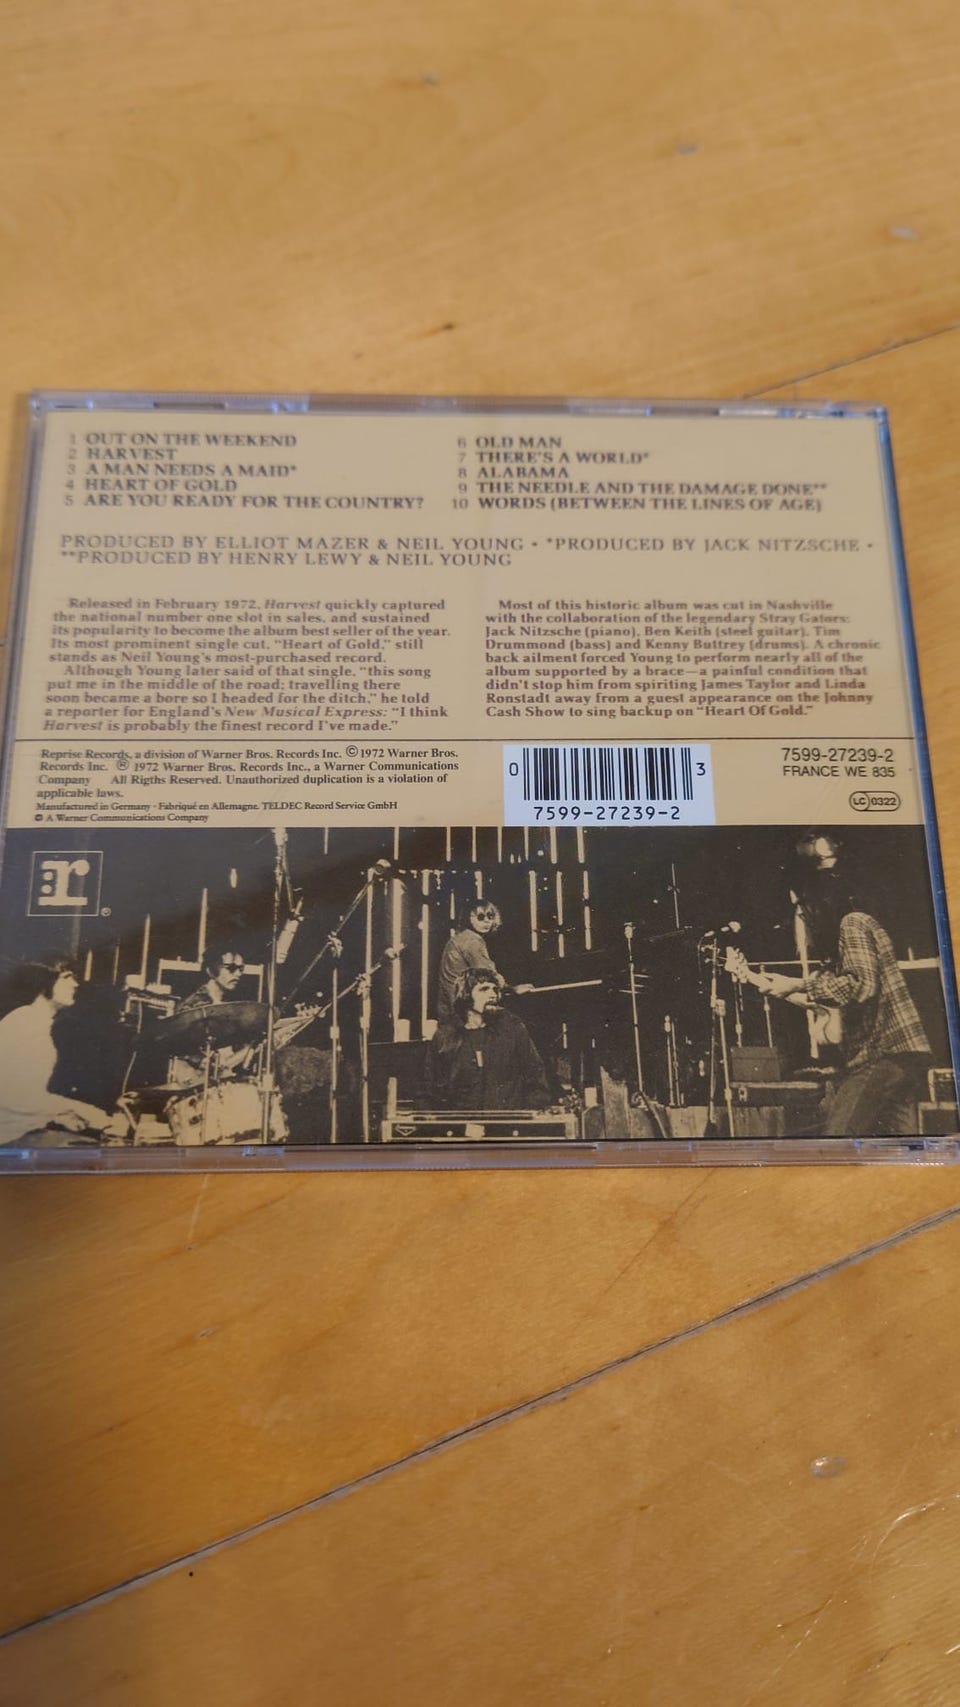 1 OUT ON THE WEEKEND
2 HARVEST
3 A MAN NEEDS A MAID*
4 HEART OF GOLD
5 ARE YOU READY FOR THE COUNTRY?
6 OLD MAN
7 THERE'S A WORLD*
8 ALABAMA
9 THE NEEDLE AND THE DAMAGE DONE**
10 WORDS (BETWEEN THE LINES OF AGE)
PRODUCED BY ELLIOT MAZER & NEIL YOUNG • *PRODUCED BY JACK NITZSCHE •
**PRODUCED BY HENRY LEWY & NEIL YOUNG
Released in February 1972, Harvest quickly captured
the national number one slot in sales, and sustained
its popularity to become the album best seller of the year.
Its most prominent single cut, "Heart of Gold," still
stands as Neil Young's most-purchased record.
Although Young later said of that single, "this song
put me in the middle of the road; travelling there
soon became a bore so I headed for the ditch," he told
a reporter for England's New Musical Express: "I think
Harvest is probably the finest record I've made."
Most of this historic album was cut in Nashville
with the collaboration of the legendary Stray Gators:
Jack Nitzsche (piano), Ben Keith (steel guitar), Tim
Drummond (bass) and Kenny Buttrey (drums). A chronic
back ailment forced Young to perform nearly all of the
album supported by a brace—a painful condition that
didn't stop him from spiriting James Taylor and Linda
Ronstadt away from a guest appearance on the Johnny
Cash Show to sing backup on "Heart Of Gold."
Reprise Records, a division of Warner Bros. Records Inc. ©1972 Warner Bros.
Records Inc. ℗ 1972 Warner Bros. Records Inc., a Warner Communications
Company All Rigths Reserved. Unauthorized duplication is a violation of
applicable laws.
Manufactured in Germany · Fabriqué en Allemagne. TELDEC Record Service GmbH
© A Warner Communications Company
0 3
7599-27239-2
7599-27239-2
FRANCE WE 835
LC 0322
r ®